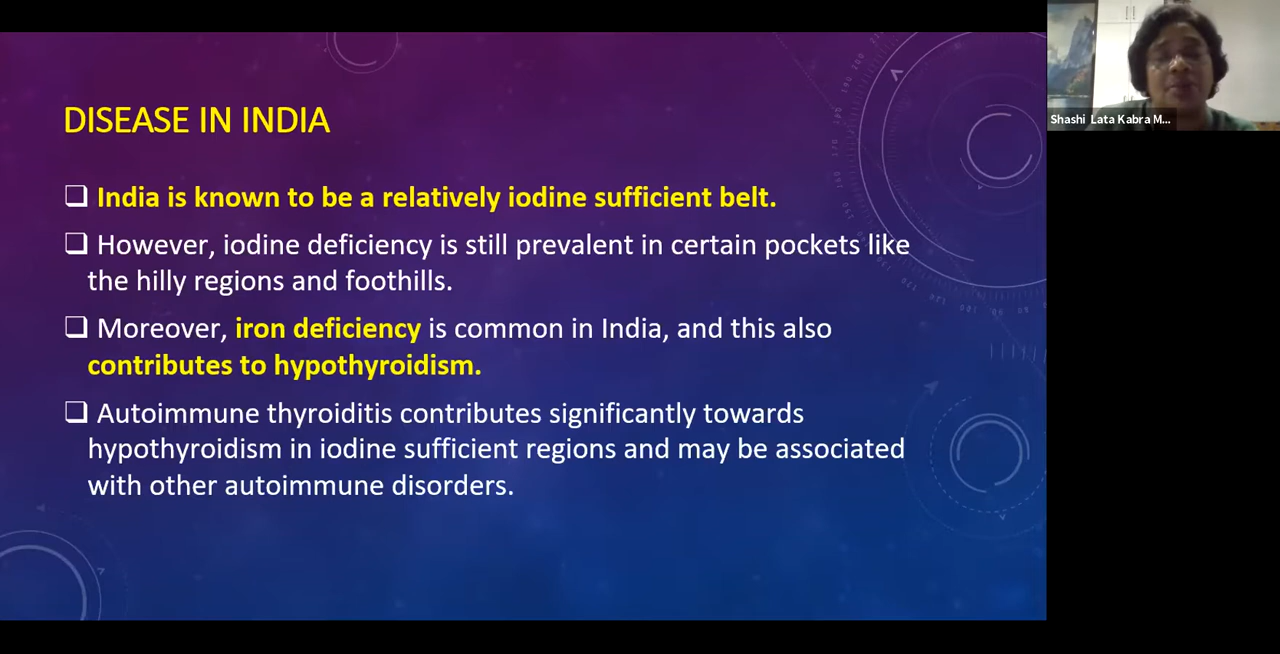 DISEASE IN INDIA
❑ India is known to be a relatively iodine sufficient belt.
❑ However, iodine deficiency is still prevalent in certain pockets like
the hilly regions and foothills.
❑ Moreover, iron deficiency is common in India, and this also
contributes to hypothyroidism.
❑ Autoimmune thyroiditis contributes significantly towards
hypothyroidism in iodine sufficient regions and may be associated
with other autoimmune disorders.
Shashi Lata Kabra M...